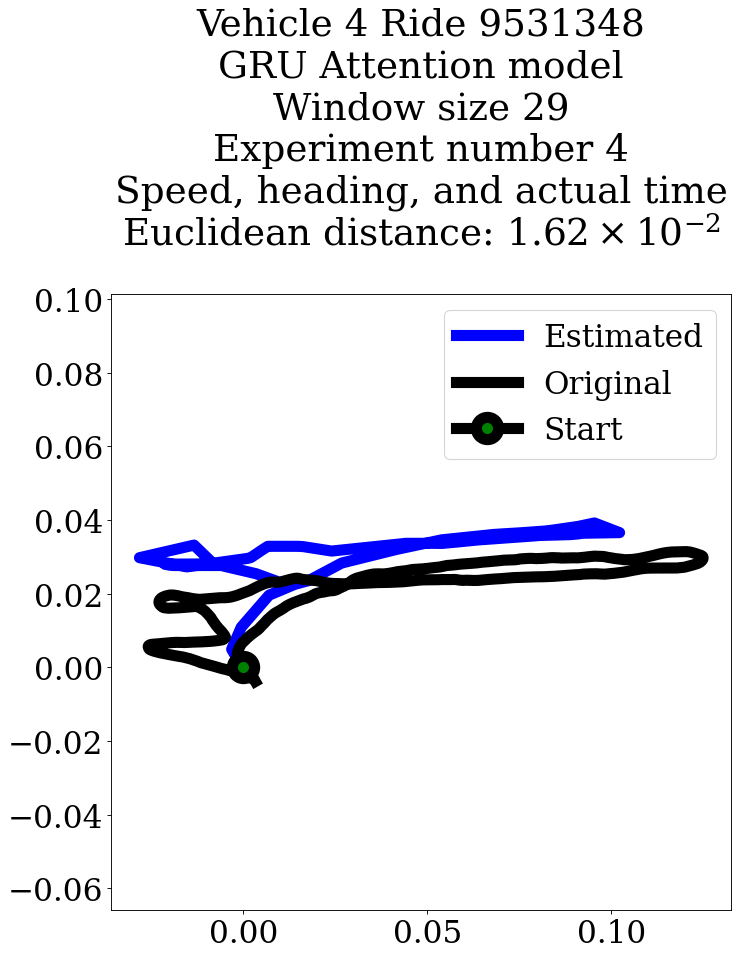 Vehicle 4 Ride 9531348
GRU Attention model
Window size 29
Experiment number 4
Speed, heading, and actual time
Euclidean distance: 1.62 × 10⁻²
0.10
0.08
0.06
0.04
0.02
0.00
−0.02
−0.04
−0.06
Estimated
Original
Start
0.00 0.05 0.10